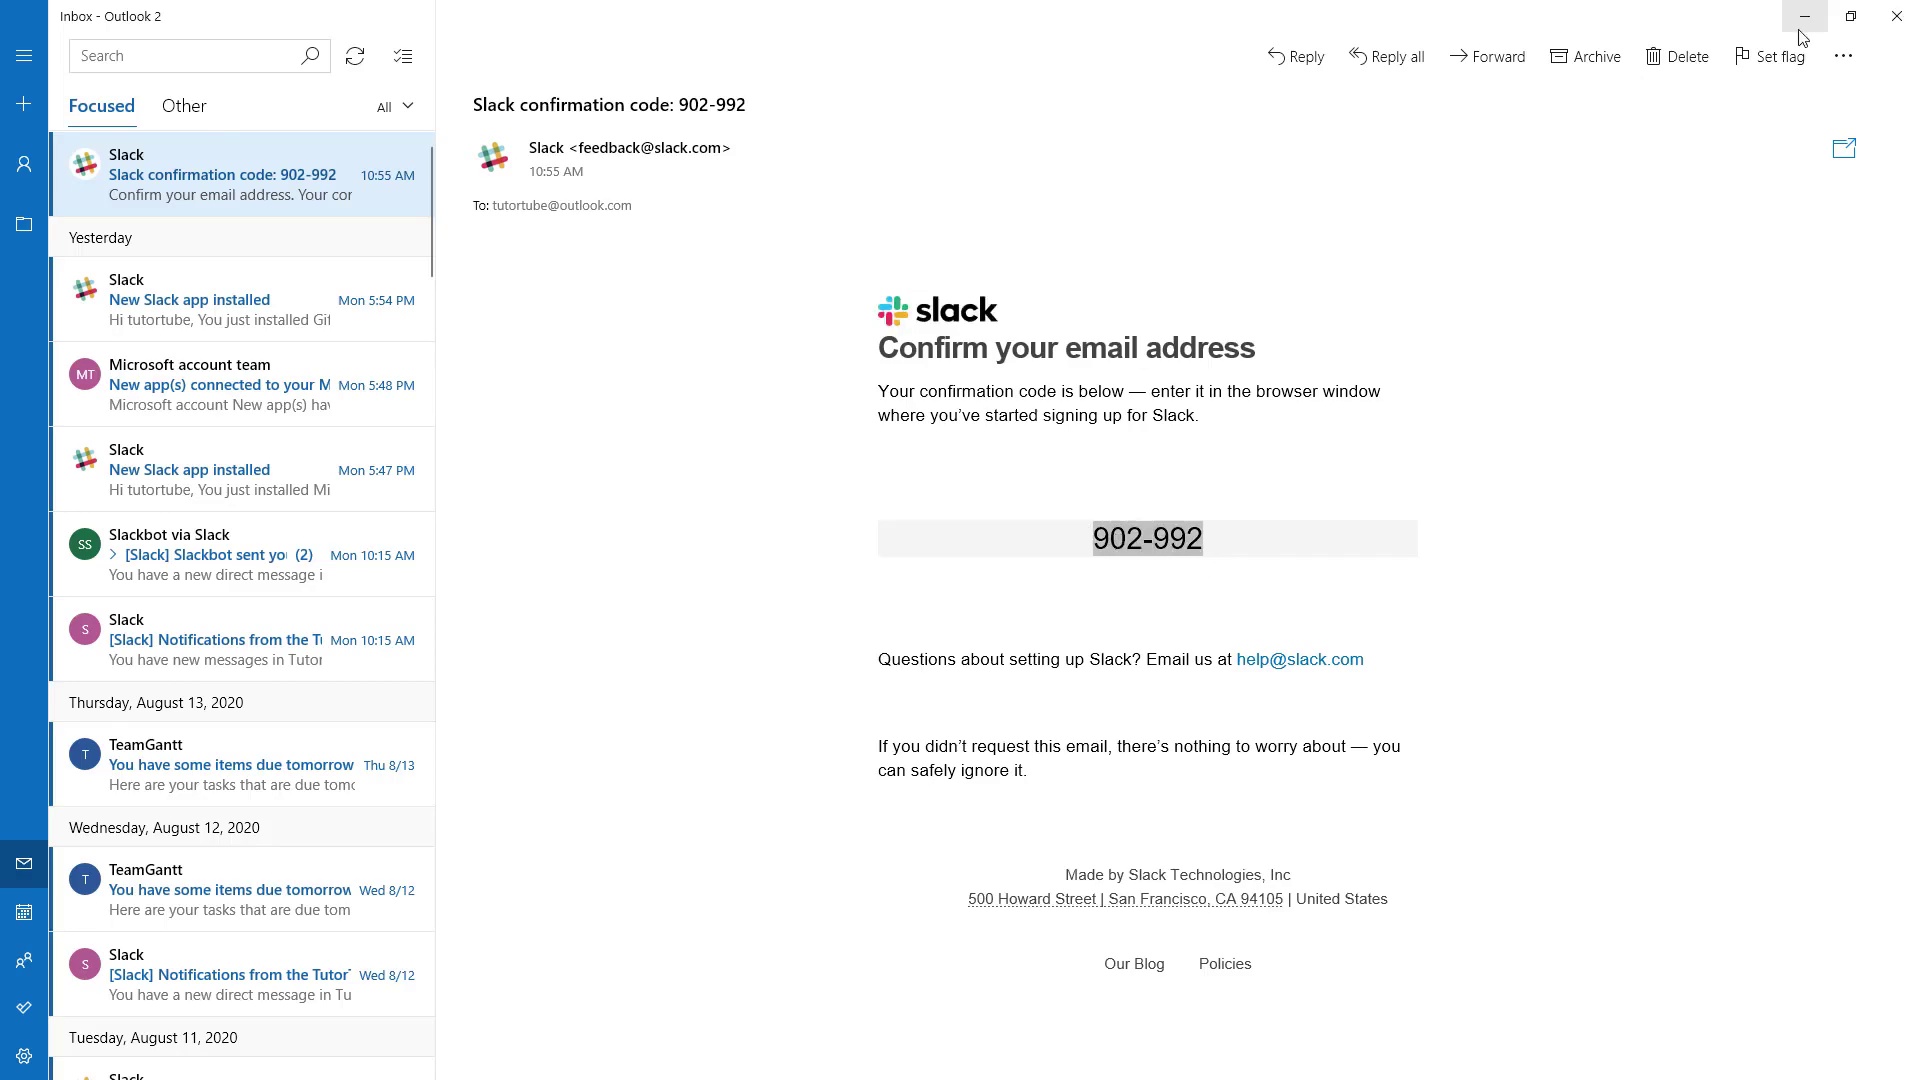 Inbox - Outlook 2
Search
Reply
Reply all
Forward
Archive
Delete
Set flag
Focused
Other
All
Slack
Slack confirmation code: 902-992
10:55 AM
Confirm your email address. Your cor
Yesterday
Slack
New Slack app installed
Mon 5:54 PM
Hi tutortube, You just installed Git
MT
Microsoft account team
New app(s) connected to your M
Mon 5:48 PM
Microsoft account New app(s) hav
Slack
New Slack app installed
Mon 5:47 PM
Hi tutortube, You just installed Mi
SS
Slackbot via Slack
[Slack] Slackbot sent yo (2)
Mon 10:15 AM
You have a new direct message i
S
Slack
[Slack] Notifications from the T
Mon 10:15 AM
You have new messages in Tutor
Thursday, August 13, 2020
T
TeamGantt
You have some items due tomorrow
Thu 8/13
Here are your tasks that are due tomo
Wednesday, August 12, 2020
T
TeamGantt
You have some items due tomorrow
Wed 8/12
Here are your tasks that are due tom
S
Slack
[Slack] Notifications from the Tutor
Wed 8/12
You have a new direct message in Tu
Tuesday, August 11, 2020
Slack
Slack confirmation code: 902-992
Slack <feedback@slack.com>
10:55 AM
To: tutortube@outlook.com
slack
Confirm your email address
Your confirmation code is below — enter it in the browser window
where you've started signing up for Slack.
902-992
Questions about setting up Slack? Email us at help@slack.com
If you didn't request this email, there's nothing to worry about — you
can safely ignore it.
Made by Slack Technologies, Inc
500 Howard Street | San Francisco, CA 94105 | United States
Our Blog
Policies